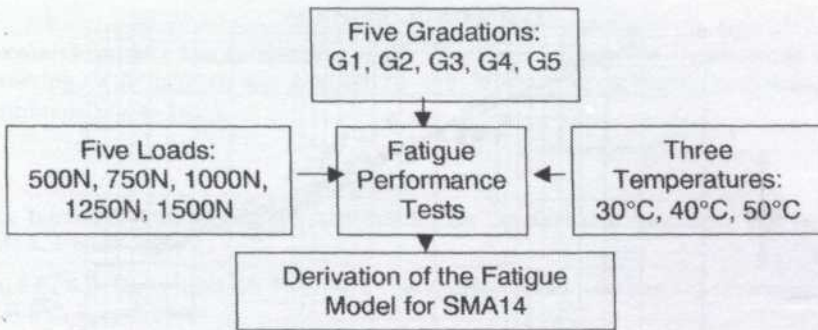 Five Gradations:
G1, G2, G3, G4, G5
Five Loads:
500N, 750N, 1000N,
1250N, 1500N
Fatigue
Performance
Tests
Three
Temperatures:
30°C, 40°C, 50°C
Derivation of the Fatigue
Model for SMA14